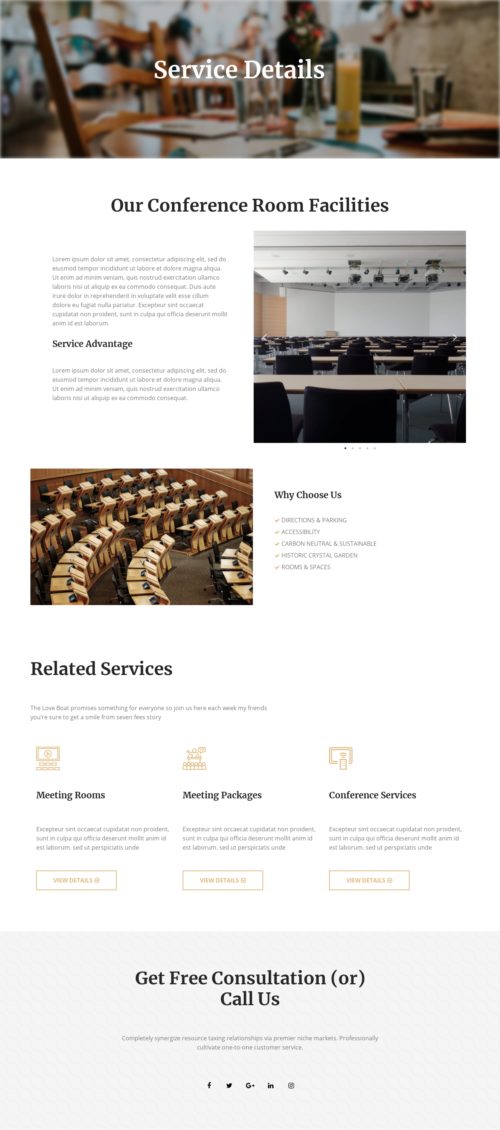 Service Details
Our Conference Room Facilities
Lorem ipsum dolor sit amet, consectetur adipiscing elit, sed do
eiusmod tempor incididunt ut labore et dolore magna aliqua.
Ut enim ad minim veniam, quis nostrud exercitation ullamco
laboris nisi ut aliquip ex ea commodo consequat. Duis aute
irure dolor in reprehenderit in voluptate velit esse cillum
dolore eu fugiat nulla pariatur. Excepteur sint occaecat
cupidatat non proident, sunt in culpa qui officia deserunt mollit
anim id est laborum.
Service Advantage
Lorem ipsum dolor sit amet, consectetur adipiscing elit, sed do
eiusmod tempor incididunt ut labore et dolore magna aliqua.
Ut enim ad minim veniam, quis nostrud exercitation ullamco
laboris nisi ut aliquip ex ea commodo consequat.
Why Choose Us
DIRECTIONS & PARKING
ACCESSIBILITY
CARBON NEUTRAL & SUSTAINABLE
HISTORIC CRYSTAL GARDEN
ROOMS & SPACES
Related Services
The Love Boat promises something for everyone so join us here each week my friends
you're sure to get a smile from seven fees story
Meeting Rooms
Excepteur sint occaecat cupidatat non proident,
sunt in culpa qui officia deserunt mollit anim id
est laborum. sed ut perspiciatis unde
VIEW DETAILS
Meeting Packages
Excepteur sint occaecat cupidatat non proident,
sunt in culpa qui officia deserunt mollit anim id
est laborum. sed ut perspiciatis unde
VIEW DETAILS
Conference Services
Excepteur sint occaecat cupidatat non proident,
sunt in culpa qui officia deserunt mollit anim id
est laborum. sed ut perspiciatis unde
VIEW DETAILS
Get Free Consultation (or)
Call Us
Completely synergize resource taxing relationships via premier niche markets. Professionally
cultivate one-to-one customer service.